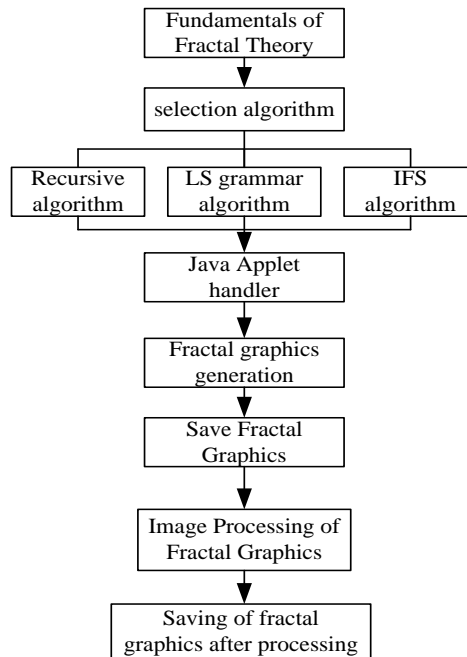 Fundamentals of
Fractal Theory
selection algorithm
Recursive
algorithm
LS grammar
algorithm
IFS
algorithm
Java Applet
handler
Fractal graphics
generation
Save Fractal
Graphics
Image Processing of
Fractal Graphics
Saving of fractal
graphics after processing